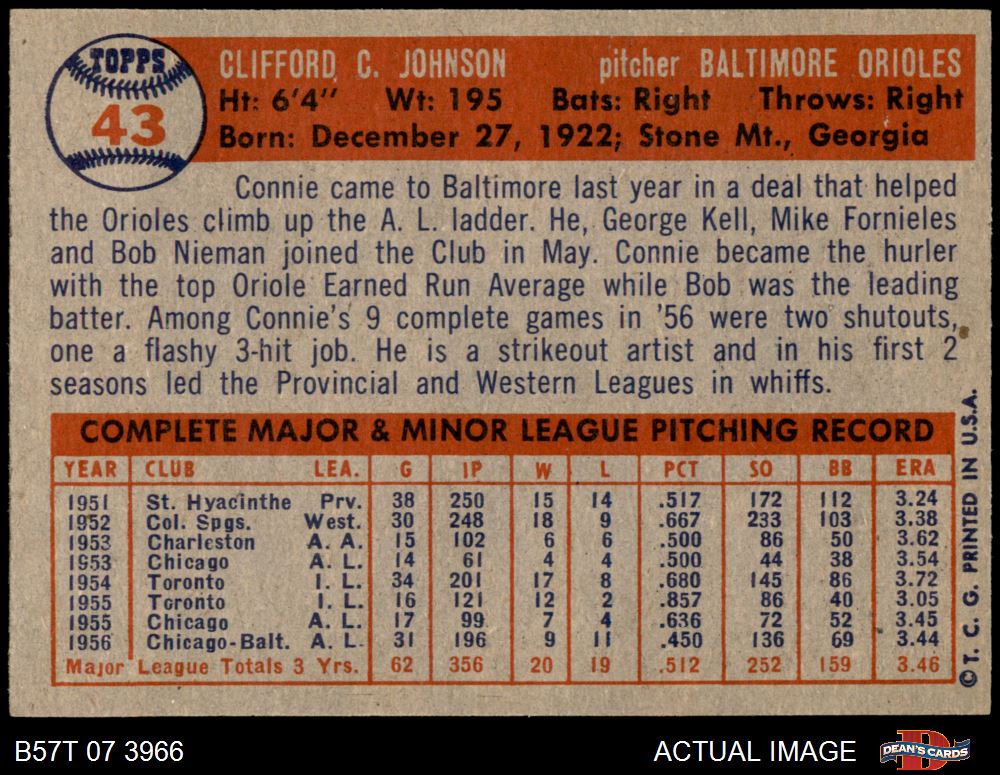 TOPPS
43
CLIFFORD C. JOHNSON pitcher BALTIMORE ORIOLES
Ht: 6'4" Wt: 195 Bats: Right Throws: Right
Born: December 27, 1922; Stone Mt., Georgia
Connie came to Baltimore last year in a deal that helped
the Orioles climb up the A. L. ladder. He, George Kell, Mike Fornieles
and Bob Nieman joined the Club in May. Connie became the hurler
with the top Oriole Earned Run Average while Bob was the leading
batter. Among Connie's 9 complete games in '56 were two shutouts,
one a flashy 3-hit job. He is a strikeout artist and in his first 2
seasons led the Provincial and Western Leagues in whiffs.
COMPLETE MAJOR & MINOR LEAGUE PITCHING RECORD
YEAR CLUB LEA. G IP W L PCT SO BB ERA
1951 St. Hyacinthe Prv. 38 250 15 14 .517 172 112 3.24
1952 Col. Spgs. West. 30 248 18 9 .667 233 103 3.38
1953 Charleston A. A. 15 102 6 6 .500 86 50 3.62
1953 Chicago A. L. 14 61 4 4 .500 44 38 3.54
1954 Toronto I. L. 34 201 17 8 .680 145 86 3.72
1955 Toronto I. L. 16 121 12 2 .857 86 40 3.05
1955 Chicago A. L. 17 99 7 4 .636 72 52 3.45
1956 Chicago-Balt. A. L. 31 196 9 11 .450 136 69 3.44
Major League Totals 3 Yrs. 62 356 20 19 .512 252 159 3.46
© T. C. G. PRINTED IN U.S.A.
B57T 07 3966 ACTUAL IMAGE D DEAN'S CARDS